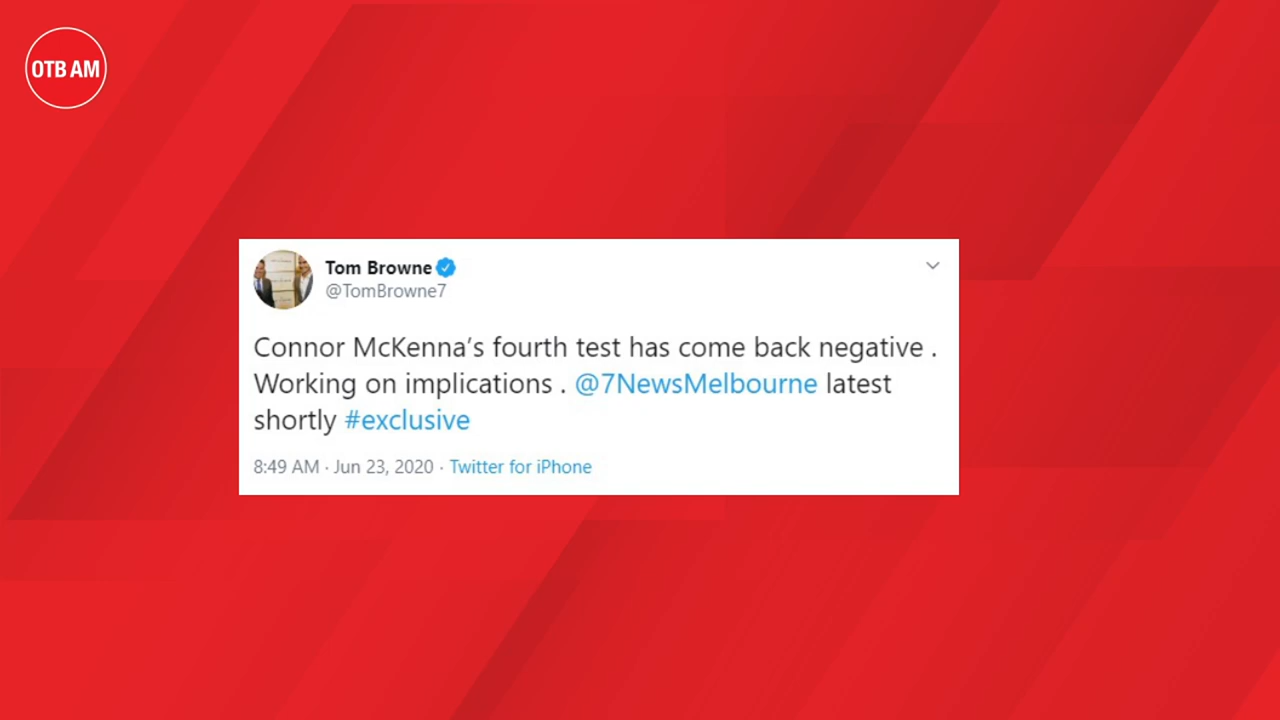 OTB AM
Tom Browne
@TomBrowne7
Connor McKenna's fourth test has come back negative .
Working on implications . @7NewsMelbourne latest
shortly #exclusive
8:49 AM · Jun 23, 2020 · Twitter for iPhone